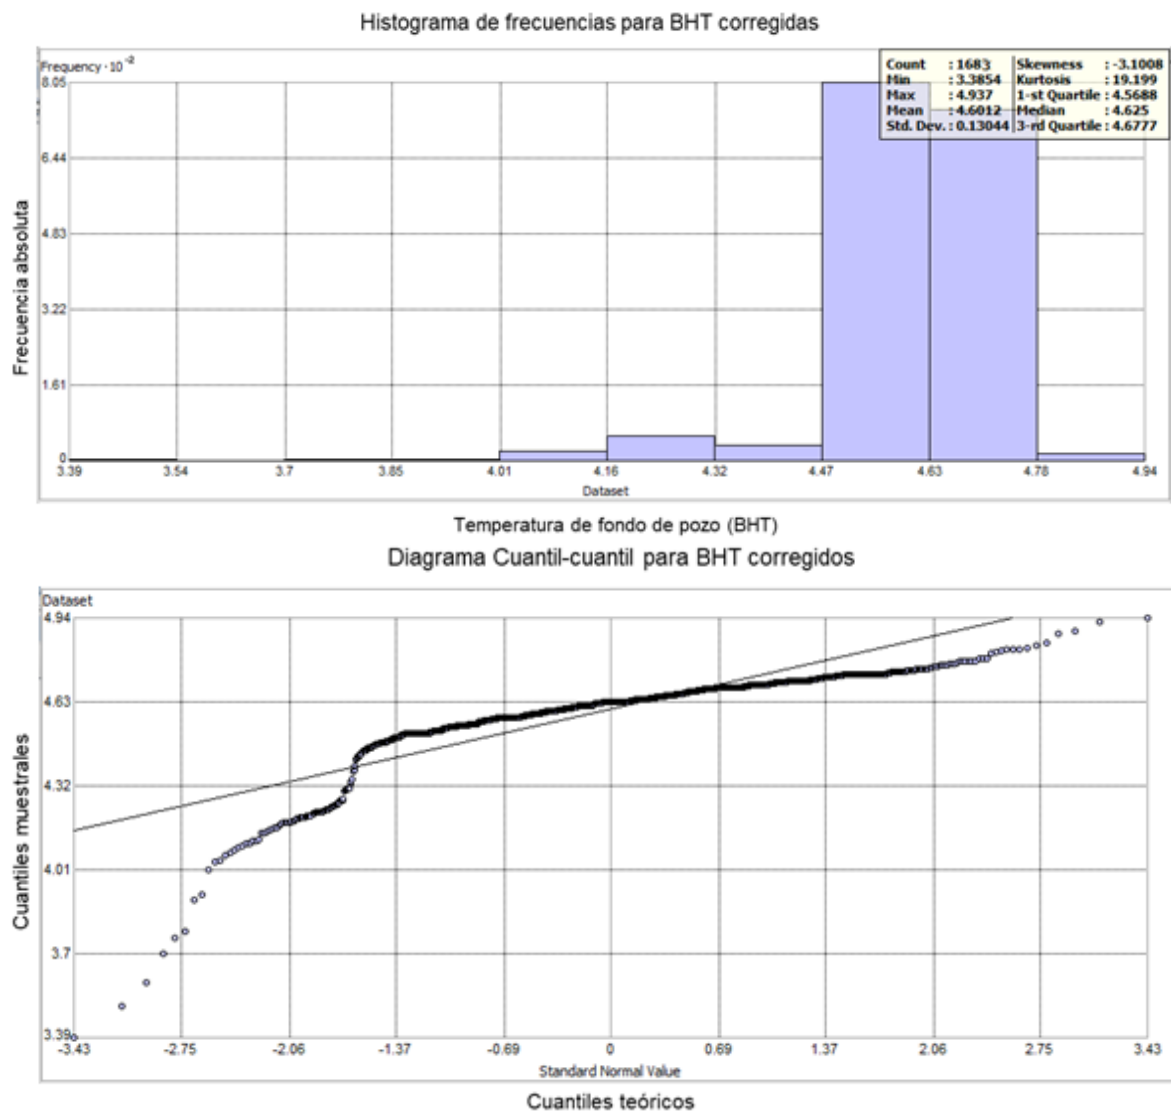 Histograma de frecuencias para BHT corregidas
Frequency · 10 -2
Count : 1683 Skewness : -3.1008
Min : 3.3854 Kurtosis : 19.199
Max : 4.937 1-st Quartile : 4.5688
Mean : 4.6012 Median : 4.625
Std. Dev. : 0.13044 3-rd Quartile : 4.6777
8.05
6.44
4.83
3.22
1.61
0
Frecuencia absoluta
3.39 3.54 3.7 3.85 4.01 4.16 4.32 4.47 4.63 4.78 4.94
Dataset
Temperatura de fondo de pozo (BHT)
Diagrama Cuantil-cuantil para BHT corregidos
Dataset
4.94
4.63
4.32
4.01
3.7
3.39
Cuantiles muestrales
-3.43 -2.75 -2.06 -1.37 -0.69 0 0.69 1.37 2.06 2.75 3.43
Standard Normal Value
Cuantiles teóricos